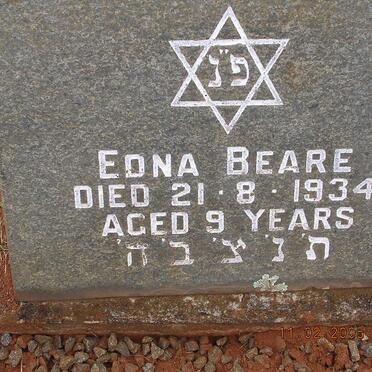 פ״נ
EDNA BEARE
DIED 21·8·1934
AGED 9 YEARS
ת׳נ׳צ׳ב׳ה׳
11.02.2005